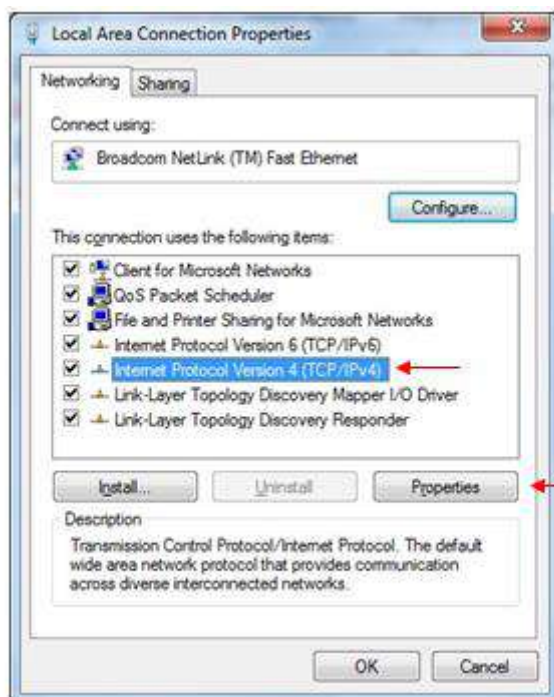 Local Area Connection Properties
Networking Sharing
Connect using:
Broadcom NetLink (TM) Fast Ethernet
Configure...
This connection uses the following items:
Client for Microsoft Networks
QoS Packet Scheduler
File and Printer Sharing for Microsoft Networks
Internet Protocol Version 6 (TCP/IPv6)
Internet Protocol Version 4 (TCP/IPv4)
Link-Layer Topology Discovery Mapper I/O Driver
Link-Layer Topology Discovery Responder
Install... Uninstall Properties
Description
Transmission Control Protocol/Internet Protocol. The default
wide area network protocol that provides communication
across diverse interconnected networks.
OK Cancel